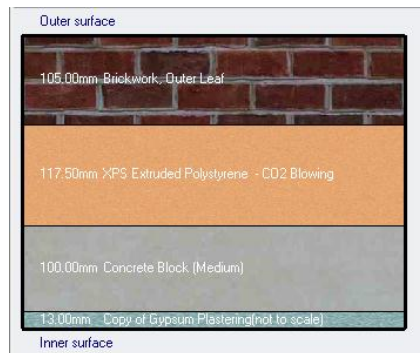 Outer surface
105.00mm Brickwork, Outer Leaf
117.50mm XPS Extruded Polystyrene - CO2 Blowing
100.00mm Concrete Block (Medium)
13.00mm Copy of Gypsum Plastering(not to scale)
Inner surface